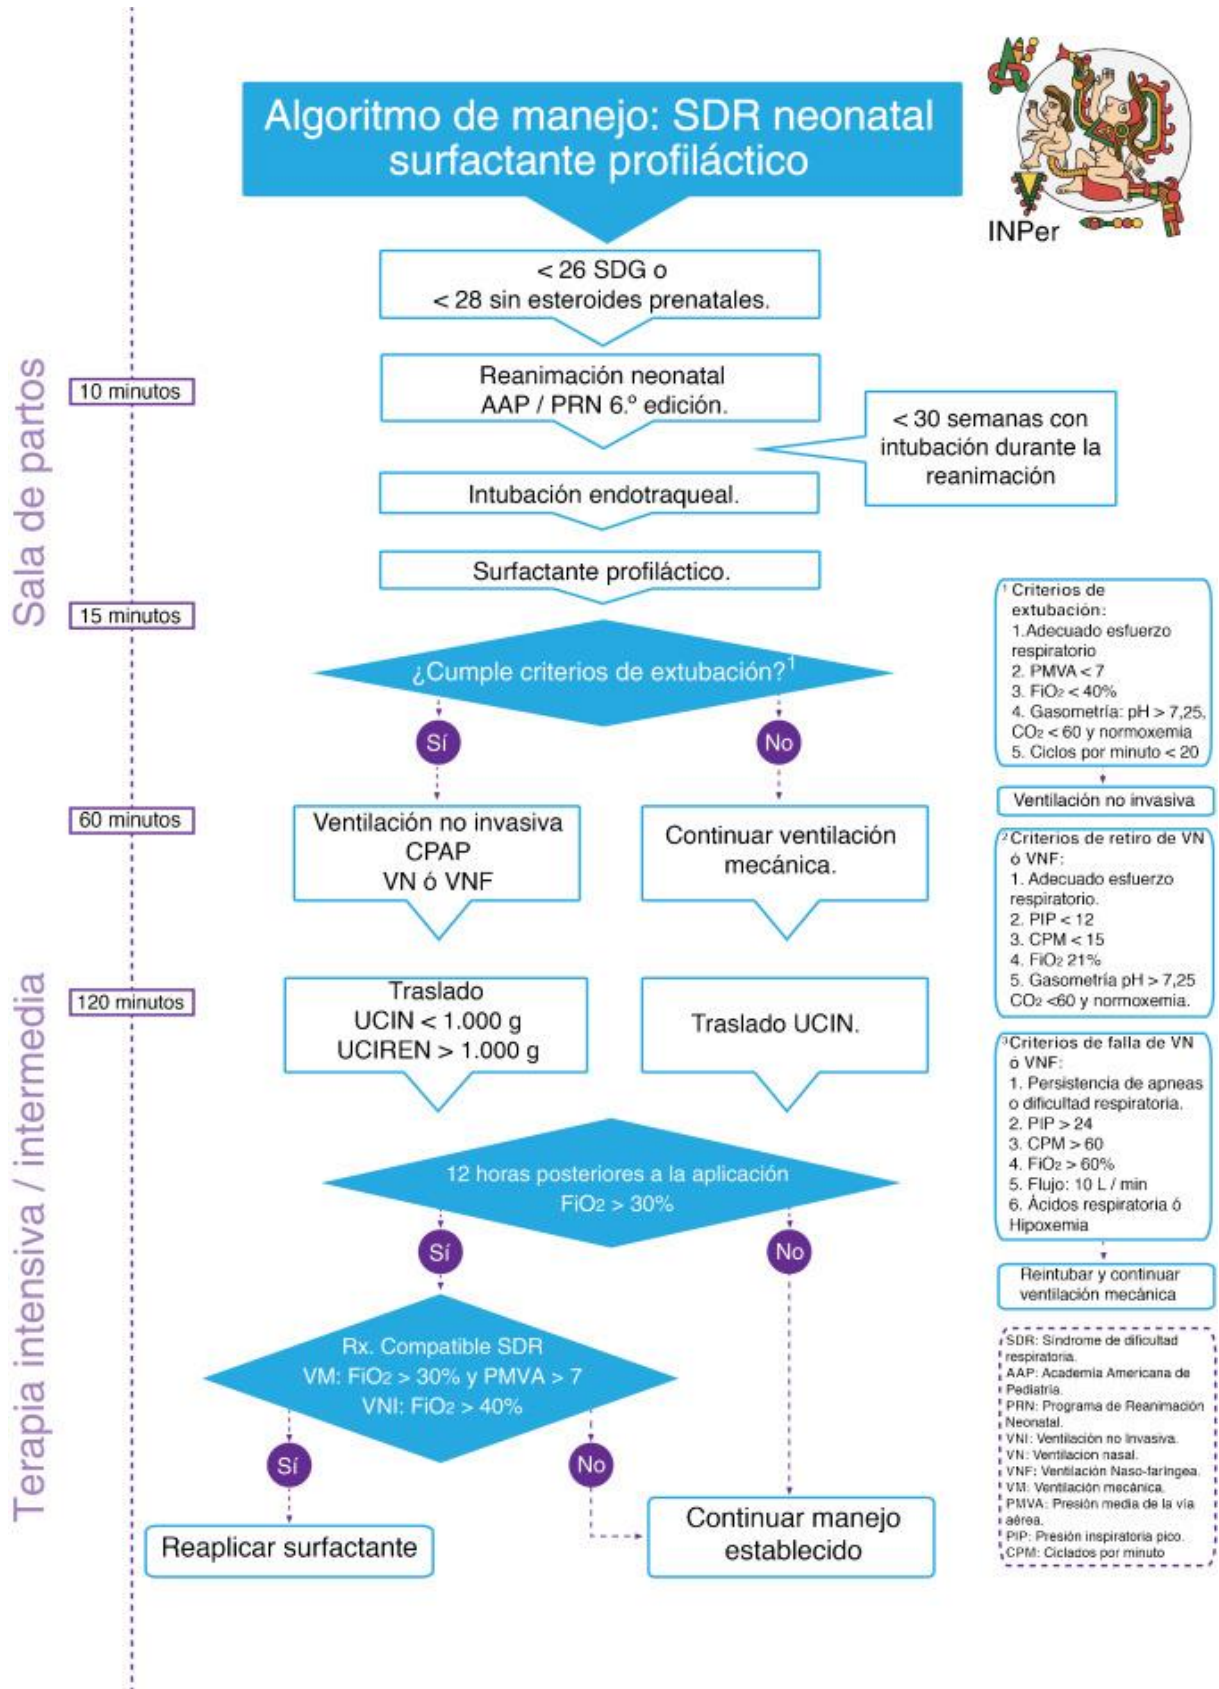 Algoritmo de manejo: SDR neonatal
surfactante profiláctico
INPer
< 26 SDG o
< 28 sin esteroides prenatales.
Sala de partos
10 minutos
Reanimación neonatal
AAP / PRN 6.º edición.
< 30 semanas con
intubación durante la
reanimación
Intubación endotraqueal.
Surfactante profiláctico.
15 minutos
¿Cumple criterios de extubación?¹
Sí
No
60 minutos
Ventilación no invasiva
CPAP
VN ó VNF
Continuar ventilación
mecánica.
Terapia intensiva / intermedia
120 minutos
Traslado
UCIN < 1.000 g
UCIREN > 1.000 g
Traslado UCIN.
12 horas posteriores a la aplicación
FiO₂ > 30%
Sí
No
Rx. Compatible SDR
VM: FiO₂ > 30% y PMVA > 7
VNI: FiO₂ > 40%
Sí
No
Reaplicar surfactante
Continuar manejo
establecido
¹ Criterios de
extubación:
1.Adecuado esfuerzo
respiratorio
2. PMVA < 7
3. FiO₂ < 40%
4. Gasometría: pH > 7,25,
CO₂ < 60 y normoxemia
5. Ciclos por minuto < 20
Ventilación no invasiva
² Criterios de retiro de VN
ó VNF:
1. Adecuado esfuerzo
respiratorio.
2. PIP < 12
3. CPM < 15
4. FiO₂ 21%
5. Gasometría pH > 7,25
CO₂ <60 y normoxemia.
³Criterios de falla de VN
ó VNF:
1. Persistencia de apneas
o dificultad respiratoria.
2. PIP > 24
3. CPM > 60
4. FiO₂ > 60%
5. Flujo: 10 L / min
6. Ácidos respiratoria ó
Hipoxemia
Reintubar y continuar
ventilación mecánica
SDR: Síndrome de dificultad
respiratoria.
AAP: Academia Americana de
Pediatría.
PRN: Programa de Reanimación
Neonatal.
VNI: Ventilación no Invasiva.
VN: Ventilacion nasal.
VNF: Ventilación Naso-faríngea.
VM: Ventilación mecánica.
PMVA: Presión media de la vía
aérea.
PIP: Presión inspiratoria pico.
CPM: Ciclados por minuto